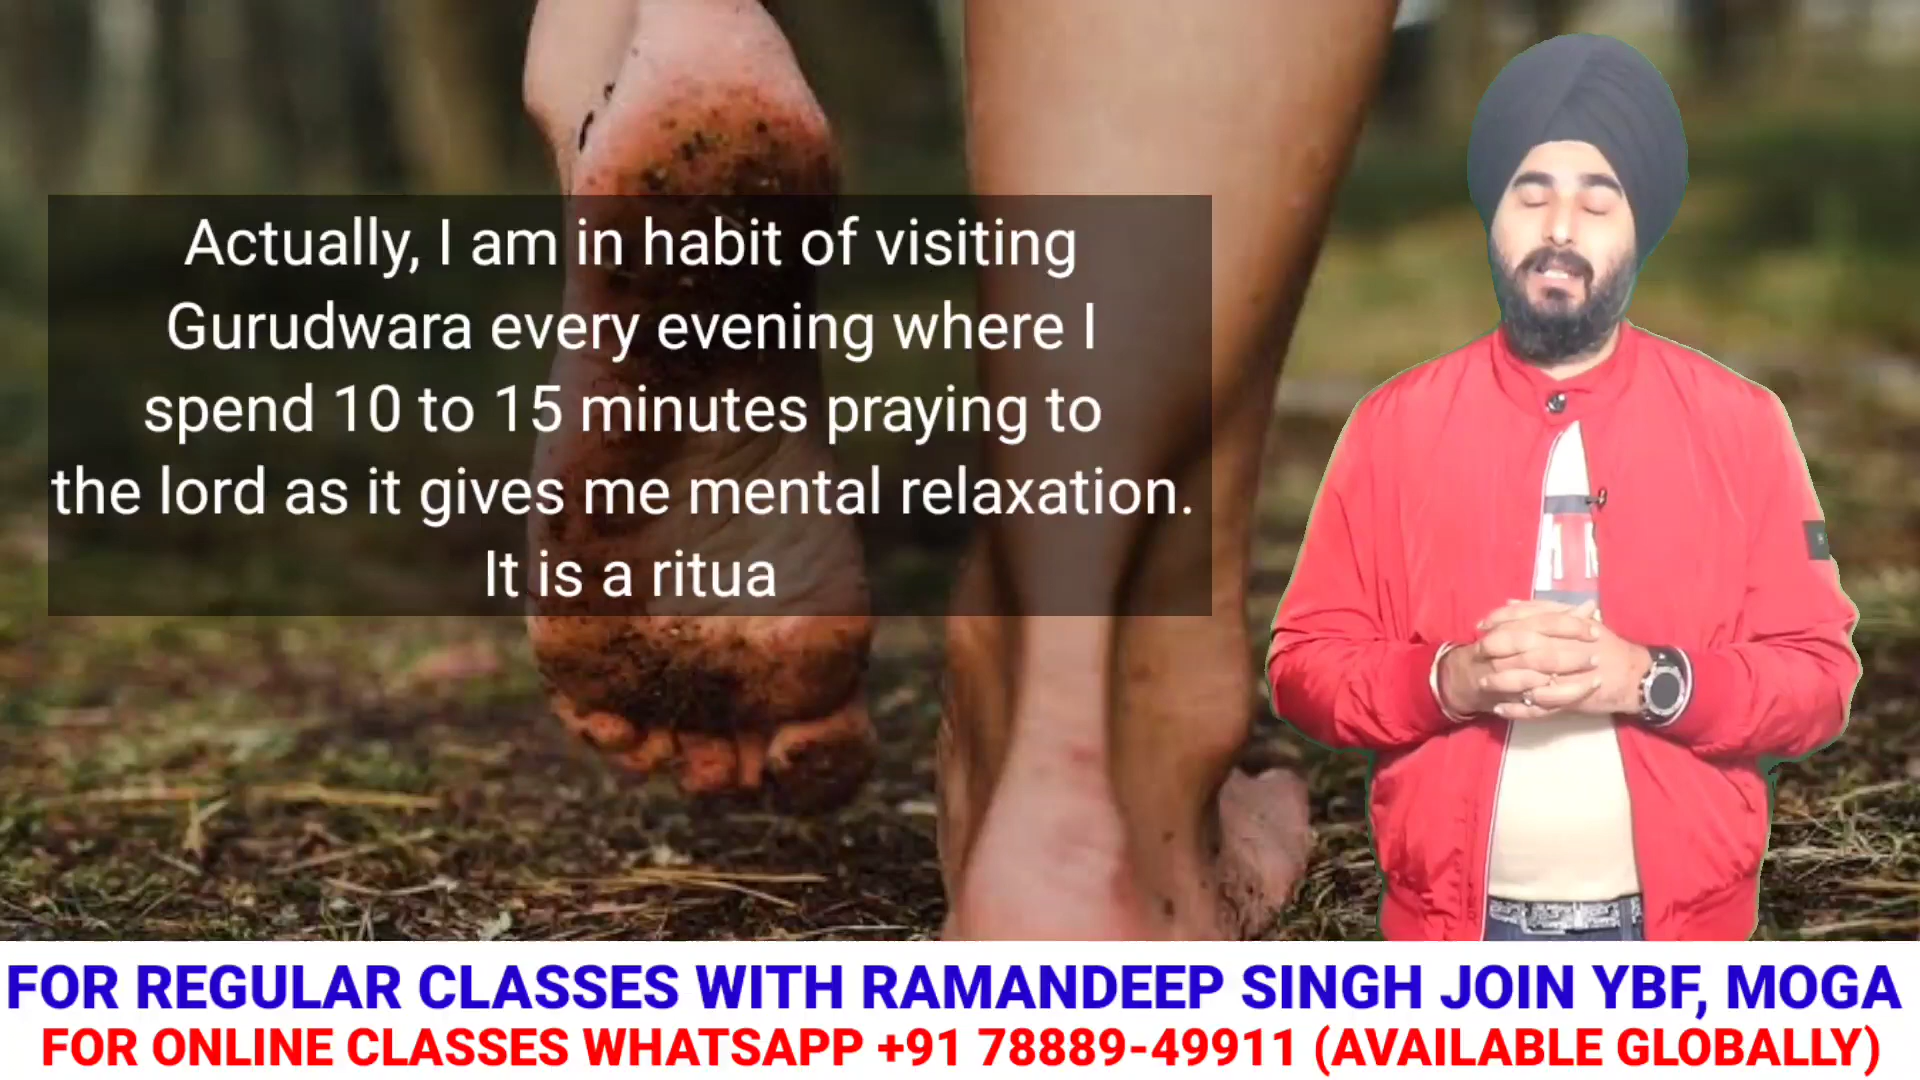 Actually, I am in habit of visiting
Gurudwara every evening where I
spend 10 to 15 minutes praying to
the lord as it gives me mental relaxation.
It is a ritua
FOR REGULAR CLASSES WITH RAMANDEEP SINGH JOIN YBF, MOGA
FOR ONLINE CLASSES WHATSAPP +91 78889-49911 (AVAILABLE GLOBALLY)